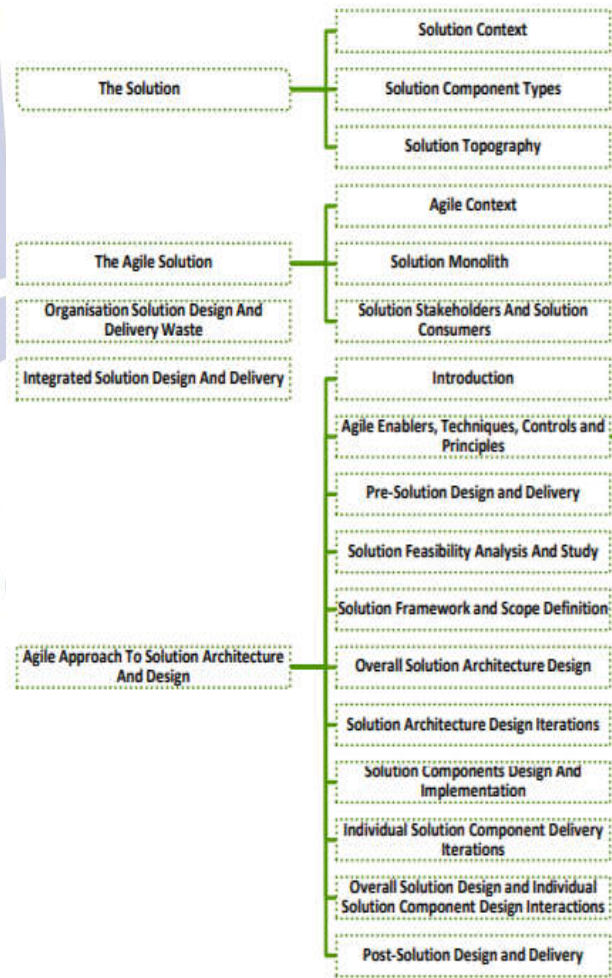 The Solution
Solution Context
Solution Component Types
Solution Topography
The Agile Solution
Agile Context
Solution Monolith
Solution Stakeholders And Solution
Consumers
Organisation Solution Design And
Delivery Waste
Integrated Solution Design And Delivery
Agile Approach To Solution Architecture
And Design
Introduction
Agile Enablers, Techniques, Controls and
Principles
Pre-Solution Design and Delivery
Solution Feasibility Analysis And Study
Solution Framework and Scope Definition
Overall Solution Architecture Design
Solution Architecture Design Iterations
Solution Components Design And
Implementation
Individual Solution Component Delivery
Iterations
Overall Solution Design and Individual
Solution Component Design Interactions
Post-Solution Design and Delivery